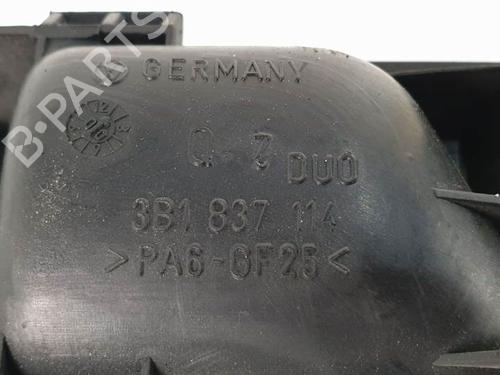 GERMANY
B-PARTS
DUO
3B1 837 114
>PA6-GF25<